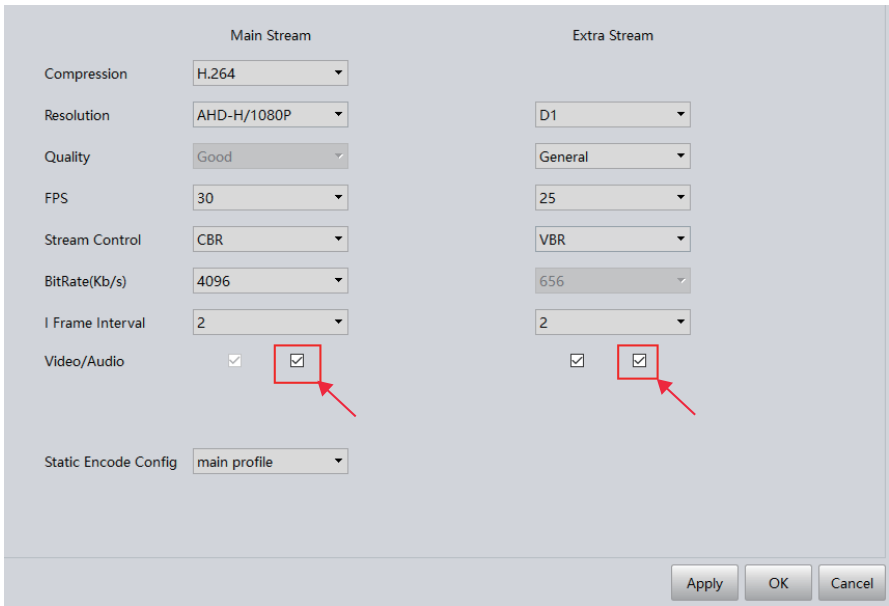 Main Stream Extra Stream
Compression H.264
Resolution AHD-H/1080P D1
Quality Good General
FPS 30 25
Stream Control CBR VBR
BitRate(Kb/s) 4096 656
I Frame Interval 2 2
Video/Audio
Static Encode Config main profile
Apply OK Cancel